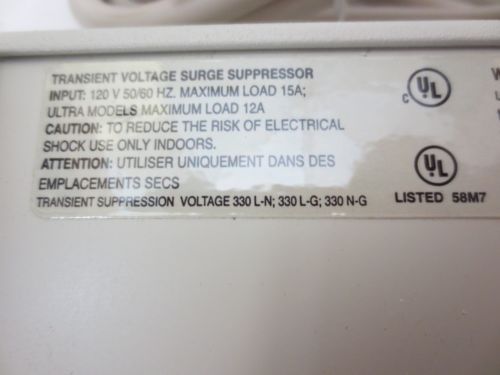 TRANSIENT VOLTAGE SURGE SUPPRESSOR
INPUT: 120 V 50/60 HZ. MAXIMUM LOAD 15A;
ULTRA MODELS MAXIMUM LOAD 12A
CAUTION: TO REDUCE THE RISK OF ELECTRICAL
SHOCK USE ONLY INDOORS.
ATTENTION: UTILISER UNIQUEMENT DANS DES
EMPLACEMENTS SECS
TRANSIENT SUPPRESSION VOLTAGE 330 L-N; 330 L-G; 330 N-G
C UL
UL
LISTED 58M7